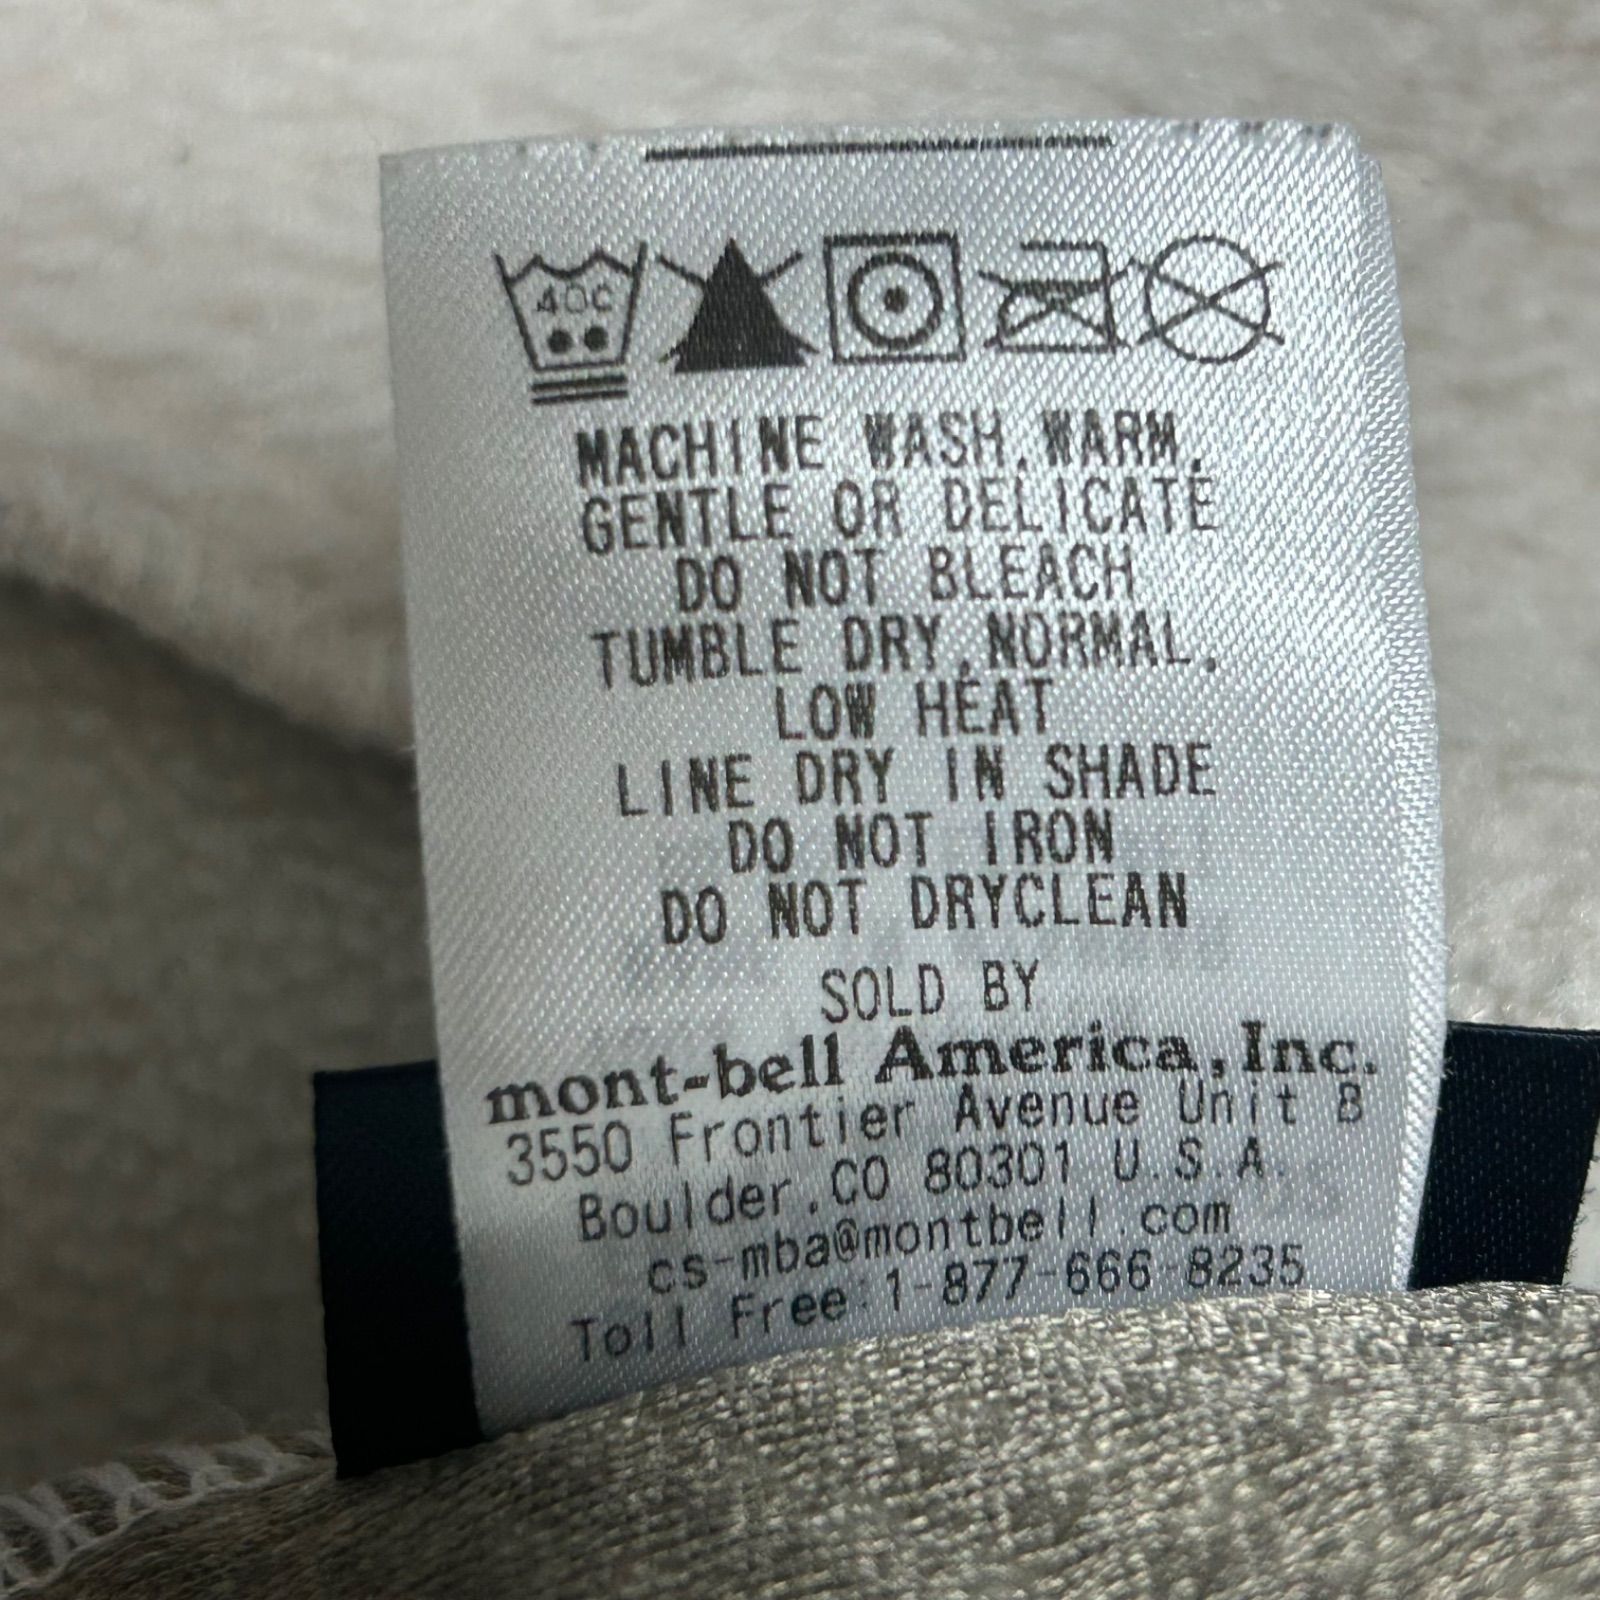 40C
MACHINE WASH,WARM,
GENTLE OR DELICATE
DO NOT BLEACH
TUMBLE DRY,NORMAL,
LOW HEAT
LINE DRY IN SHADE
DO NOT IRON
DO NOT DRYCLEAN
SOLD BY
mont-bell America,Inc.
3550 Frontier Avenue Unit B
Boulder,CO 80301 U.S.A.
cs-mba@montbell.com
Toll Free:1-877-666-8235